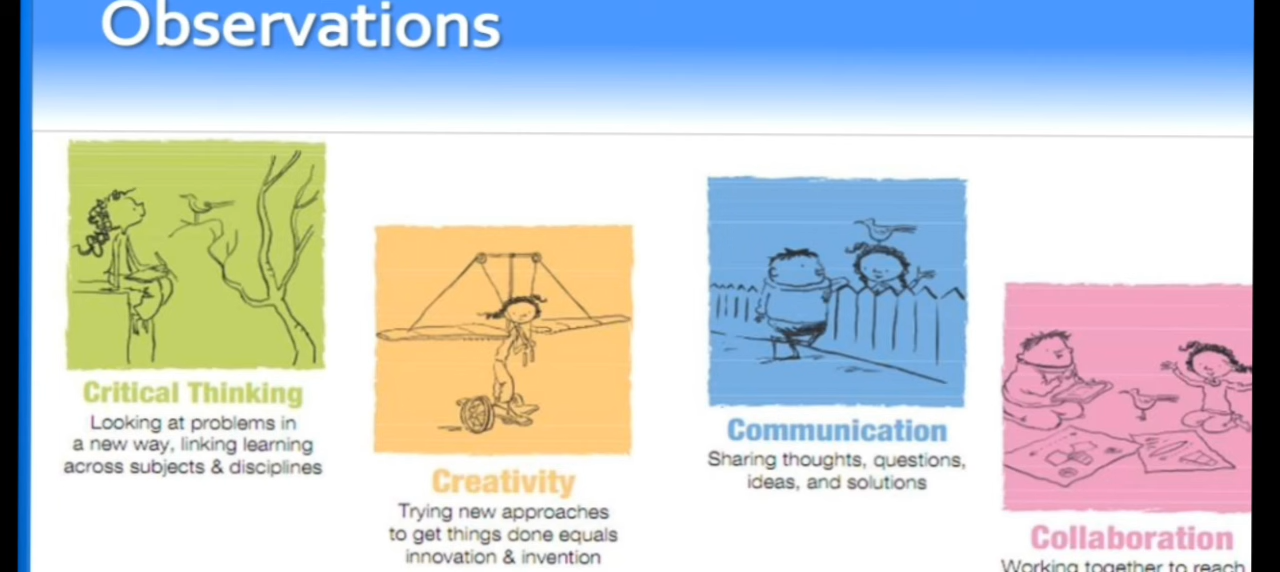 Observations
Critical Thinking
Looking at problems in
a new way, linking learning
across subjects & disciplines
Creativity
Trying new approaches
to get things done equals
innovation & invention
Communication
Sharing thoughts, questions,
ideas, and solutions
Collaboration
Working together to reach